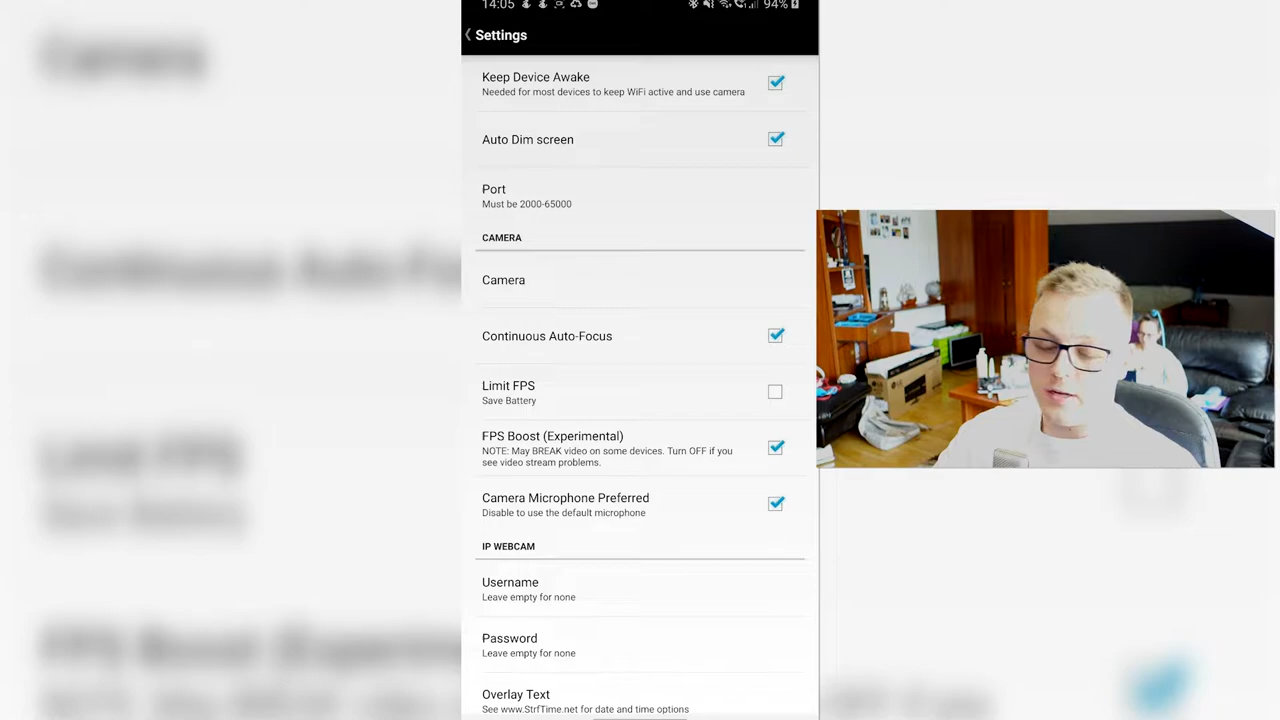 14:05
94%
Settings
Keep Device Awake
Needed for most devices to keep WiFi active and use camera
Auto Dim screen
Port
Must be 2000-65000
CAMERA
Camera
Continuous Auto-Focus
Limit FPS
Save Battery
FPS Boost (Experimental)
NOTE: May BREAK video on some devices. Turn OFF if you
see video stream problems.
Camera Microphone Preferred
Disable to use the default microphone
IP WEBCAM
Username
Leave empty for none
Password
Leave empty for none
Overlay Text
See www.StrfTime.net for date and time options